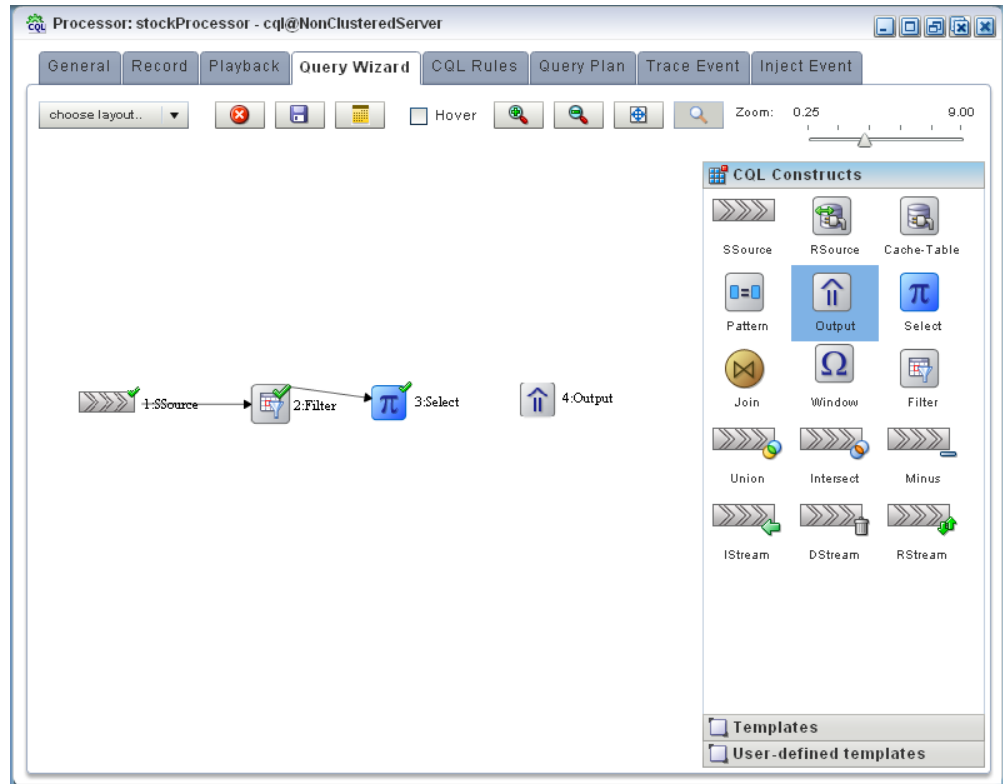 CQL Processor: stockProcessor - cql@NonClusteredServer
General Record Playback Query Wizard CQL Rules Query Plan Trace Event Inject Event
choose layout.. Hover Zoom: 0.25 9.00
CQL Constructs
SSource RSource Cache-Table
Pattern Output Select
1:SSource 2:Filter 3:Select 4:Output
Join Window Filter
Union Intersect Minus
IStream DStream RStream
Templates
User-defined templates